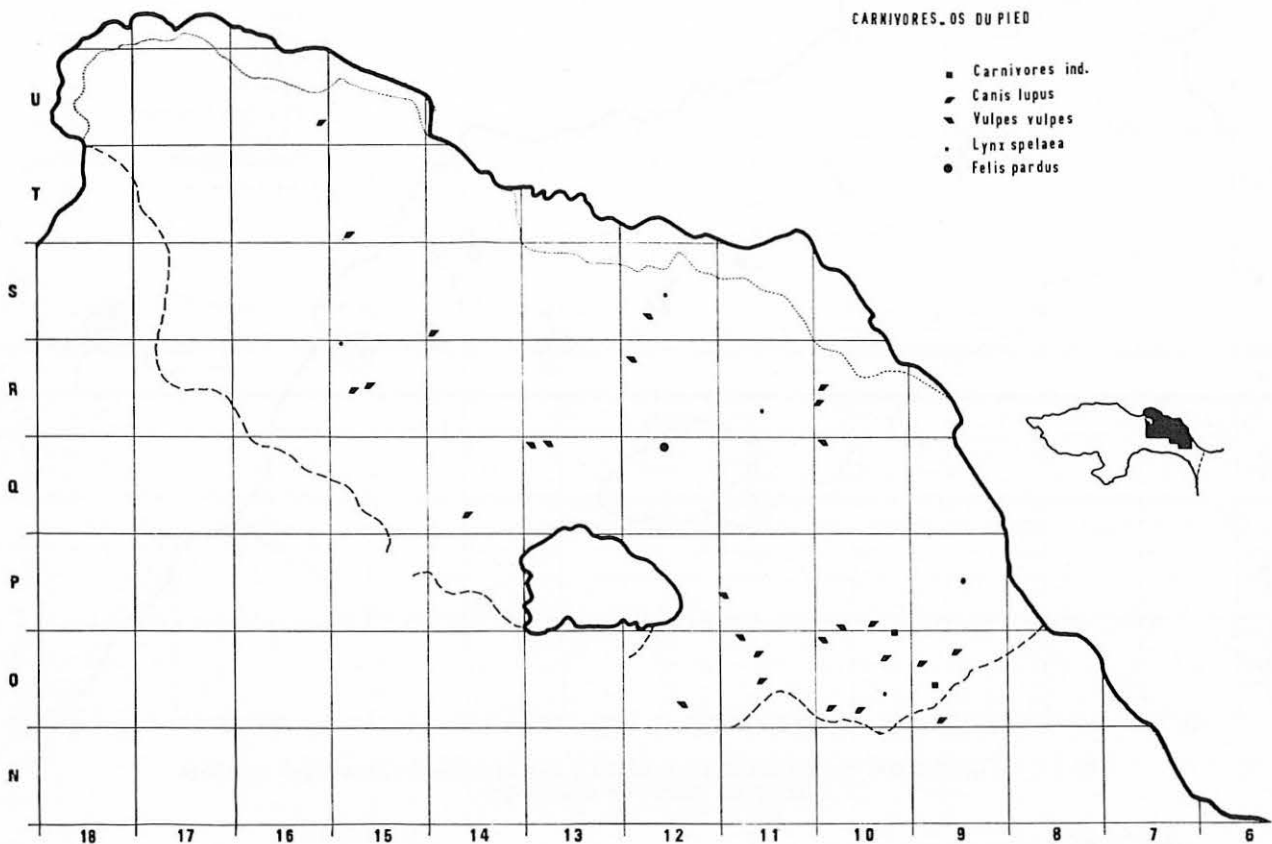 CARNIVORES_OS DU PIED
Carnivores ind.
Canis lupus
Vulpes vulpes
Lynx spelaea
Felis pardus
U
T
S
R
Q
P
O
N
18 17 16 15 14 13 12 11 10 9 8 7 6